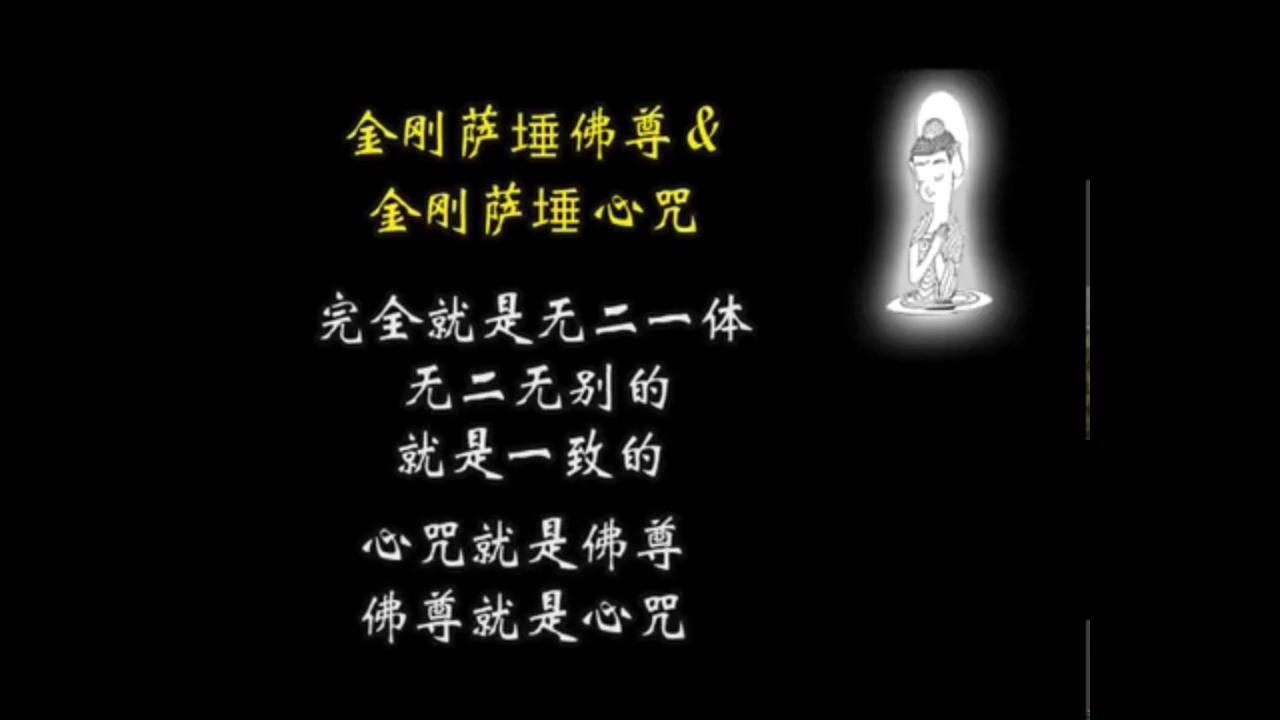 金刚萨埵佛尊&
金刚萨埵心咒
完全就是无二一体
无二无别的
就是一致的
心咒就是佛尊
佛尊就是心咒